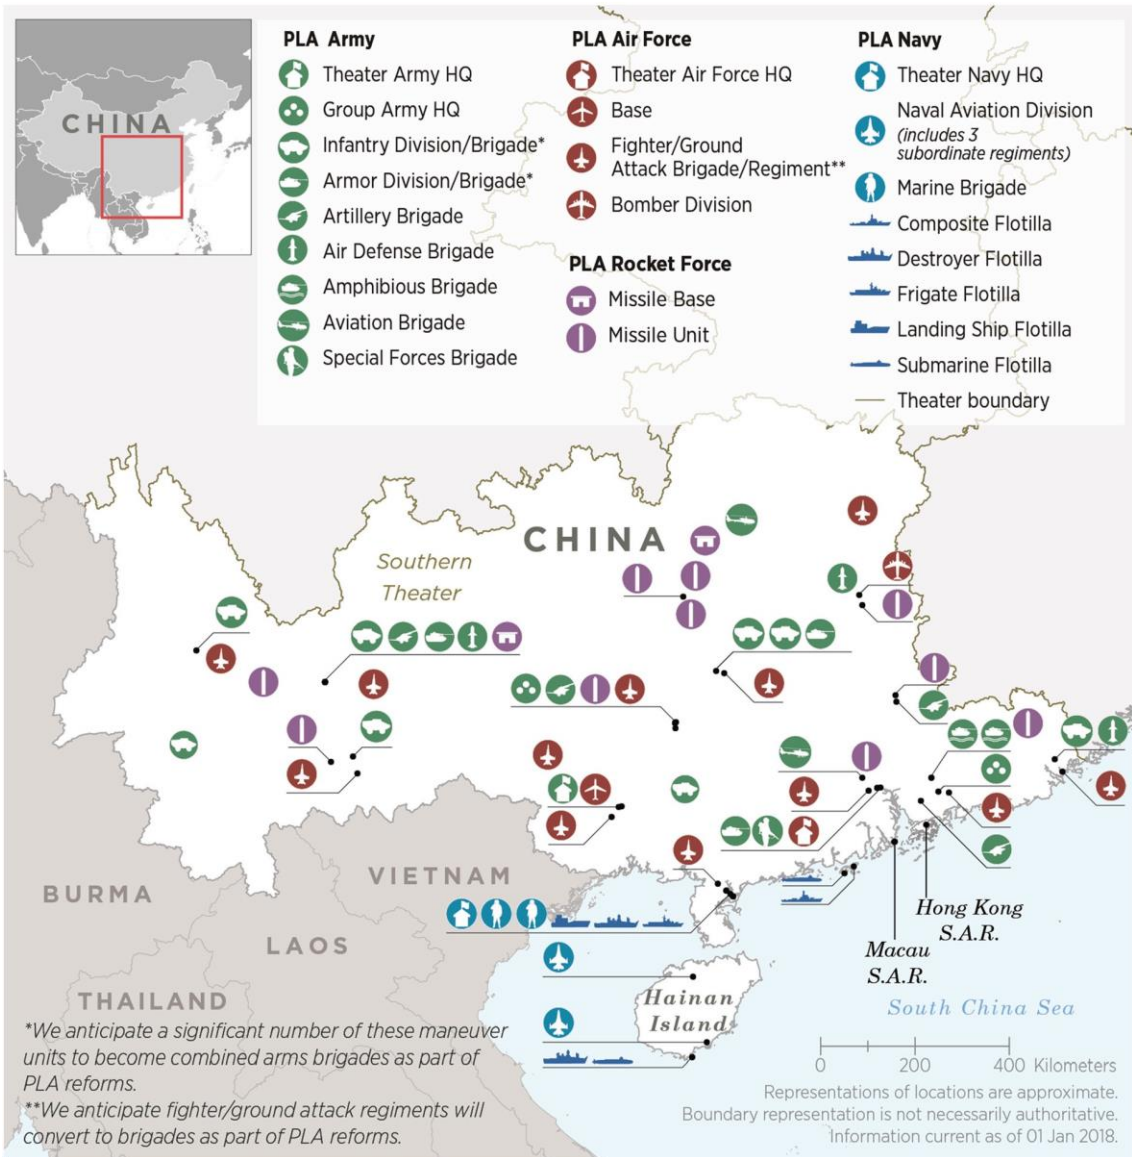 CHINA
PLA Army
Theater Army HQ
Group Army HQ
Infantry Division/Brigade*
Armor Division/Brigade*
Artillery Brigade
Air Defense Brigade
Amphibious Brigade
Aviation Brigade
Special Forces Brigade
PLA Air Force
Theater Air Force HQ
Base
Fighter/Ground
Attack Brigade/Regiment**
Bomber Division
PLA Rocket Force
Missile Base
Missile Unit
PLA Navy
Theater Navy HQ
Naval Aviation Division
(includes 3
subordinate regiments)
Marine Brigade
Composite Flotilla
Destroyer Flotilla
Frigate Flotilla
Landing Ship Flotilla
Submarine Flotilla
Theater boundary
CHINA
Southern
Theater
BURMA
VIETNAM
LAOS
THAILAND
Hong Kong
S.A.R.
Macau
S.A.R.
Hainan
Island
South China Sea
*We anticipate a significant number of these maneuver
units to become combined arms brigades as part of
PLA reforms.
**We anticipate fighter/ground attack regiments will
convert to brigades as part of PLA reforms.
0 200 400 Kilometers
Representations of locations are approximate.
Boundary representation is not necessarily authoritative.
Information current as of 01 Jan 2018.